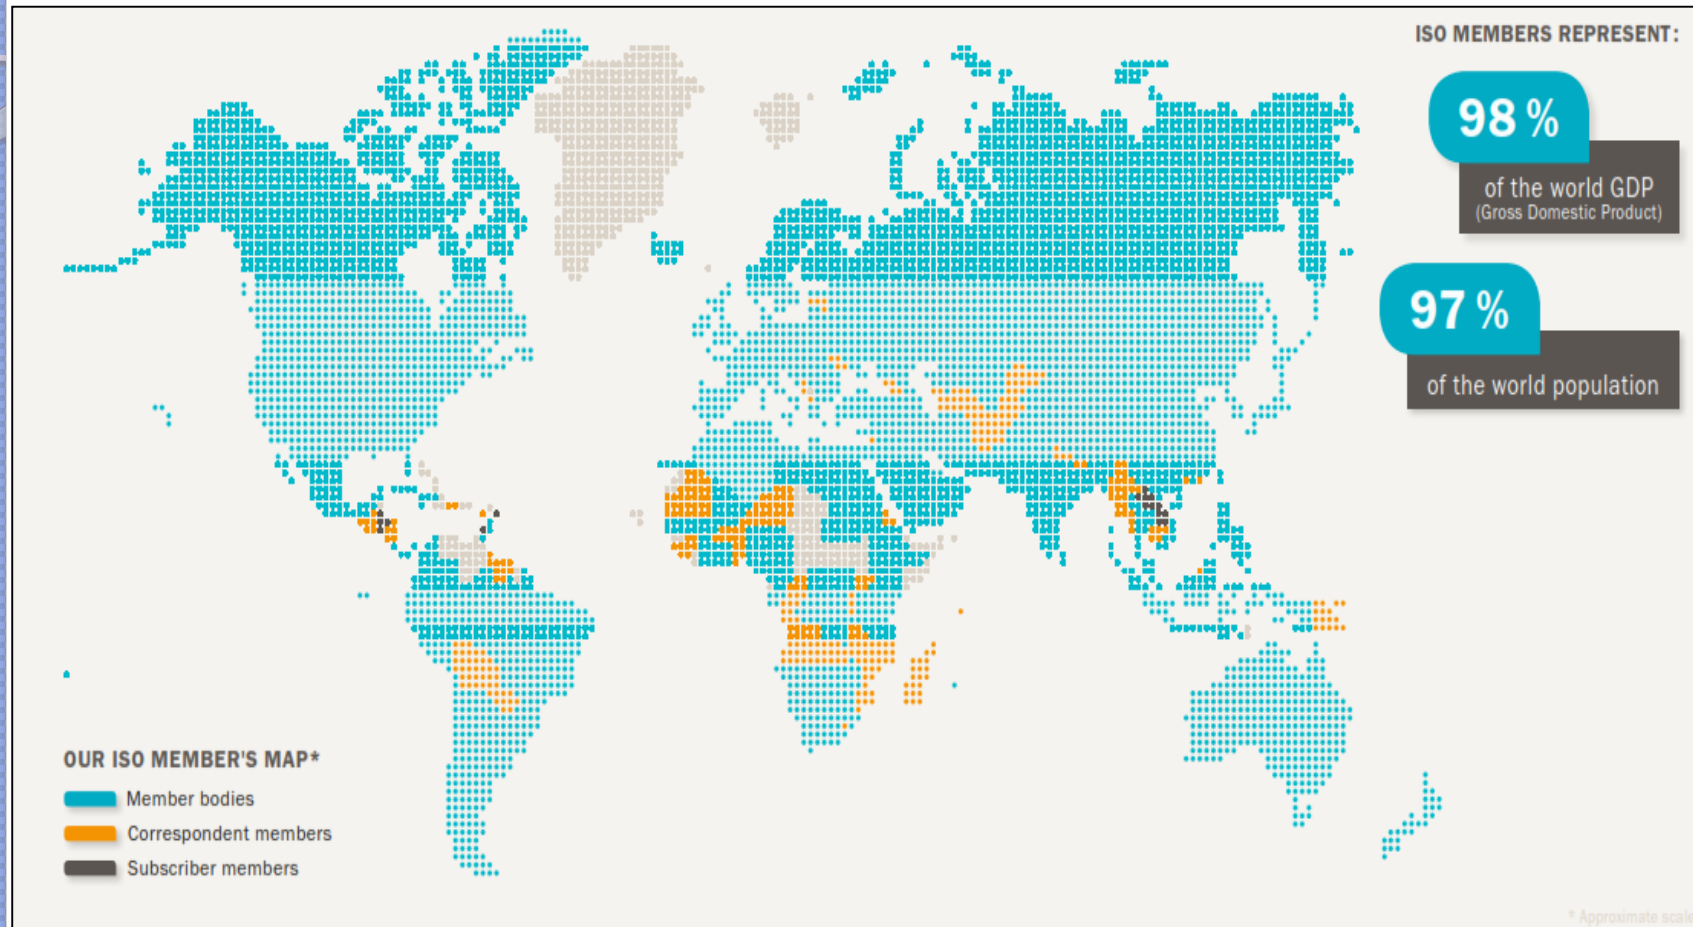 ISO MEMBERS REPRESENT:
98 %
of the world GDP
(Gross Domestic Product)
97 %
of the world population
OUR ISO MEMBER'S MAP*
Member bodies
Correspondent members
Subscriber members
* Approximate scale